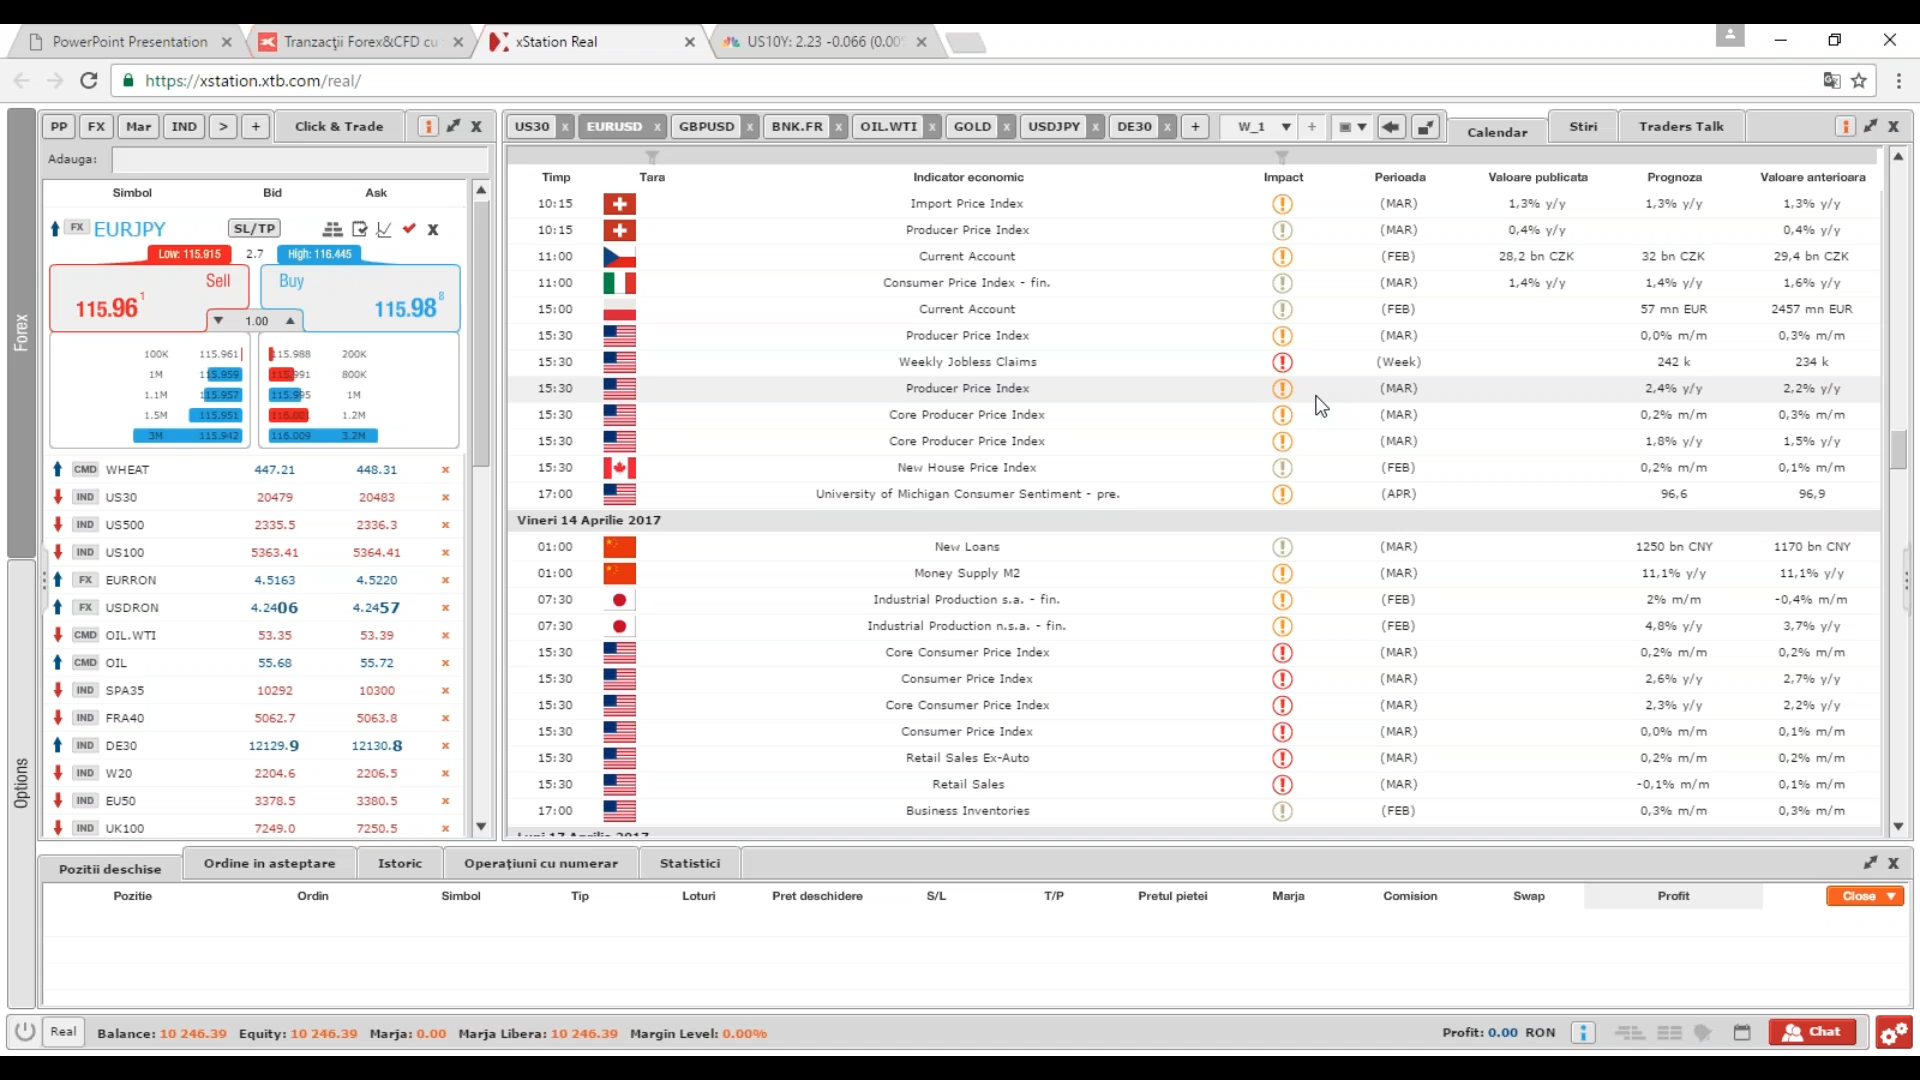 PowerPoint Presentation
Tranzacții Forex&CFD cu
xStation Real
US10Y: 2.23 -0.066 (0.00
https://xstation.xtb.com/real/
PP FX Mar IND > + Click & Trade
Adauga:
Simbol Bid Ask
FX EURJPY SL/TP
Low: 115.915 2.7 High: 116.445
Sell Buy
115.96 1 115.98 8
1.00
100K 115.961 115.988 200K
1M 115.959 115.991 800K
1.1M 115.957 115.995 1M
1.5M 115.951 116.001 1.2M
3M 115.942 116.009 3.2M
CMD WHEAT 447.21 448.31 x
IND US30 20479 20483 x
IND US500 2335.5 2336.3 x
IND US100 5363.41 5364.41 x
FX EURRON 4.5163 4.5220 x
FX USDRON 4.2406 4.2457 x
CMD OIL.WTI 53.35 53.39 x
CMD OIL 55.68 55.72 x
IND SPA35 10292 10300 x
IND FRA40 5062.7 5063.8 x
IND DE30 12129.9 12130.8 x
IND W20 2204.6 2206.5 x
IND EU50 3378.5 3380.5 x
IND UK100 7249.0 7250.5 x
Forex
Options
US30 x EURUSD x GBPUSD x BNK.FR x OIL.WTI x GOLD x USDJPY x DE30 x + W_1 + Calendar Stiri Traders Talk
Timp Tara Indicator economic Impact Perioada Valoare publicata Prognoza Valoare anterioara
10:15 Import Price Index (MAR) 1,3% y/y 1,3% y/y 1,3% y/y
10:15 Producer Price Index (MAR) 0,4% y/y 0,4% y/y
11:00 Current Account (FEB) 28,2 bn CZK 32 bn CZK 29,4 bn CZK
11:00 Consumer Price Index - fin. (MAR) 1,4% y/y 1,4% y/y 1,6% y/y
15:00 Current Account (FEB) 57 mn EUR 2457 mn EUR
15:30 Producer Price Index (MAR) 0,0% m/m 0,3% m/m
15:30 Weekly Jobless Claims (Week) 242 k 234 k
15:30 Producer Price Index (MAR) 2,4% y/y 2,2% y/y
15:30 Core Producer Price Index (MAR) 0,2% m/m 0,3% m/m
15:30 Core Producer Price Index (MAR) 1,8% y/y 1,5% y/y
15:30 New House Price Index (FEB) 0,2% m/m 0,1% m/m
17:00 University of Michigan Consumer Sentiment - pre. (APR) 96,6 96,9
Vineri 14 Aprilie 2017
01:00 New Loans (MAR) 1250 bn CNY 1170 bn CNY
01:00 Money Supply M2 (MAR) 11,1% y/y 11,1% y/y
07:30 Industrial Production s.a. - fin. (FEB) 2% m/m -0,4% m/m
07:30 Industrial Production n.s.a. - fin. (FEB) 4,8% y/y 3,7% y/y
15:30 Core Consumer Price Index (MAR) 0,2% m/m 0,2% m/m
15:30 Consumer Price Index (MAR) 2,6% y/y 2,7% y/y
15:30 Core Consumer Price Index (MAR) 2,3% y/y 2,2% y/y
15:30 Consumer Price Index (MAR) 0,0% m/m 0,1% m/m
15:30 Retail Sales Ex-Auto (MAR) 0,2% m/m 0,2% m/m
15:30 Retail Sales (MAR) -0,1% m/m 0,1% m/m
17:00 Business Inventories (FEB) 0,3% m/m 0,3% m/m
Luni 17 Aprilie 2017
Pozitii deschise Ordine in asteptare Istoric Operațiuni cu numerar Statistici
Pozitie Ordin Simbol Tip Loturi Pret deschidere S/L T/P Pretul pietei Marja Comision Swap Profit Close
Real Balance: 10 246.39 Equity: 10 246.39 Marja: 0.00 Marja Libera: 10 246.39 Margin Level: 0.00% Profit: 0.00 RON Chat